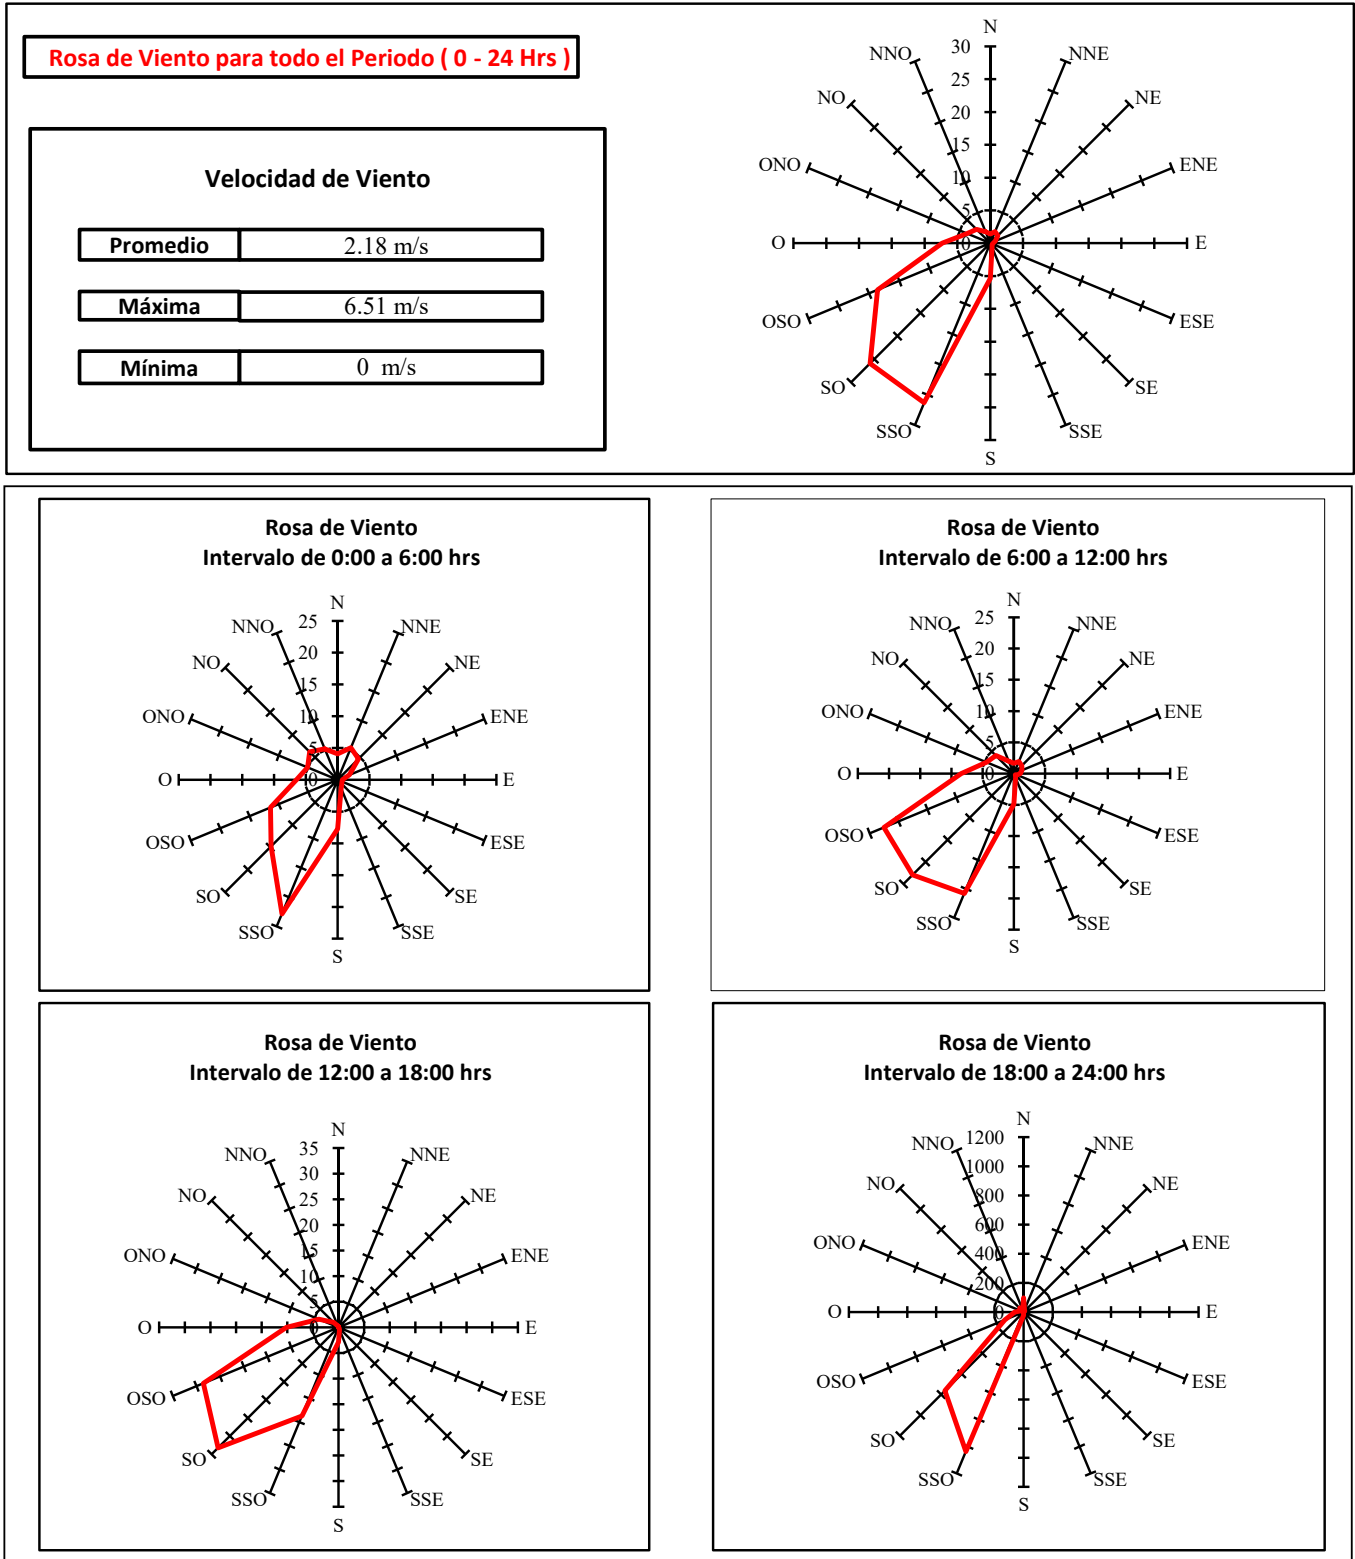 Rosa de Viento para todo el Periodo ( 0 - 24 Hrs )
Velocidad de Viento
Promedio 2.18 m/s
Máxima 6.51 m/s
Mínima 0 m/s
N
30
NNO NNE
25
NO NE
20
15
ONO ENE
10
5
O 0 E
OSO ESE
SO SE
SSO SSE
S
Rosa de Viento
Intervalo de 0:00 a 6:00 hrs
N
25
NNO NNE
20
NO NE
15
ONO ENE
10
5
O 0 E
OSO ESE
SO SE
SSO SSE
S
Rosa de Viento
Intervalo de 6:00 a 12:00 hrs
N
25
NNO NNE
20
NO NE
15
ONO ENE
10
5
O 0 E
OSO ESE
SO SE
SSO SSE
S
Rosa de Viento
Intervalo de 12:00 a 18:00 hrs
N
35
NNO NNE
30
25
NO NE
20
15
ONO ENE
10
5
O 0 E
OSO ESE
SO SE
SSO SSE
S
Rosa de Viento
Intervalo de 18:00 a 24:00 hrs
N
1200
NNO NNE
1000
NO NE
800
600
ONO ENE
400
200
O 0 E
OSO ESE
SO SE
SSO SSE
S